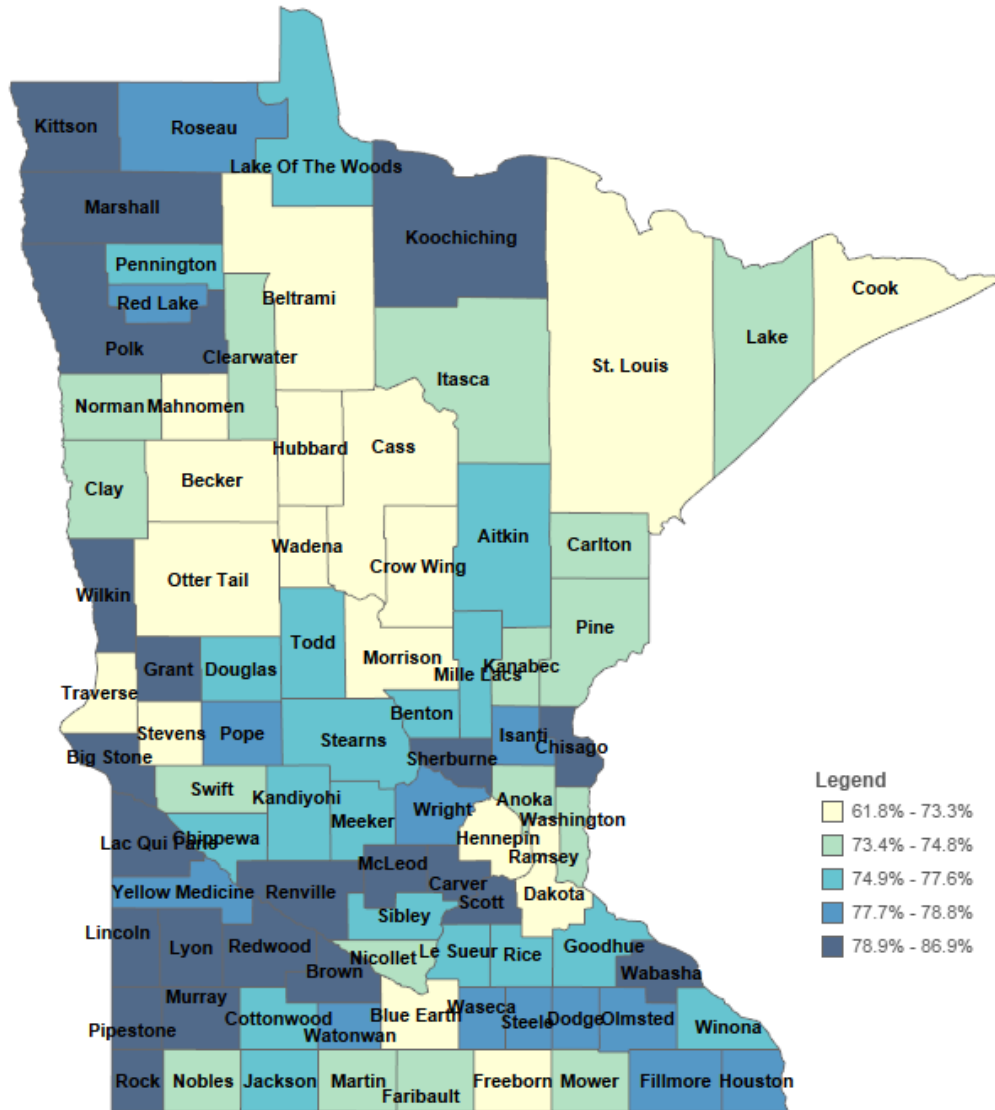 Kittson
Roseau
Lake Of The Woods
Marshall
Koochiching
Pennington
Red Lake
Beltrami
Cook
Polk
Clearwater
Lake
St. Louis
Itasca
Norman
Mahnomen
Hubbard
Cass
Becker
Clay
Aitkin
Wadena
Carlton
Crow Wing
Otter Tail
Wilkin
Pine
Todd
Morrison
Kanabec
Grant
Douglas
Mille Lacs
Traverse
Benton
Stevens
Pope
Stearns
Isanti
Chisago
Big Stone
Sherburne
Legend
Swift
Kandiyohi
Anoka
61.8% - 73.3%
Wright
Meeker
Washington
Chippewa
Hennepin
Lac Qui Parle
73.4% - 74.8%
Ramsey
McLeod
Carver
74.9% - 77.6%
Yellow Medicine
Renville
Dakota
Scott
Sibley
77.7% - 78.8%
Lincoln
Lyon
Redwood
Goodhue
Le Sueur
Rice
78.9% - 86.9%
Nicollet
Brown
Wabasha
Murray
Waseca
Blue Earth
Cottonwood
Steele
Dodge
Olmsted
Pipestone
Winona
Watonwan
Rock
Nobles
Jackson
Martin
Freeborn
Mower
Fillmore
Houston
Faribault